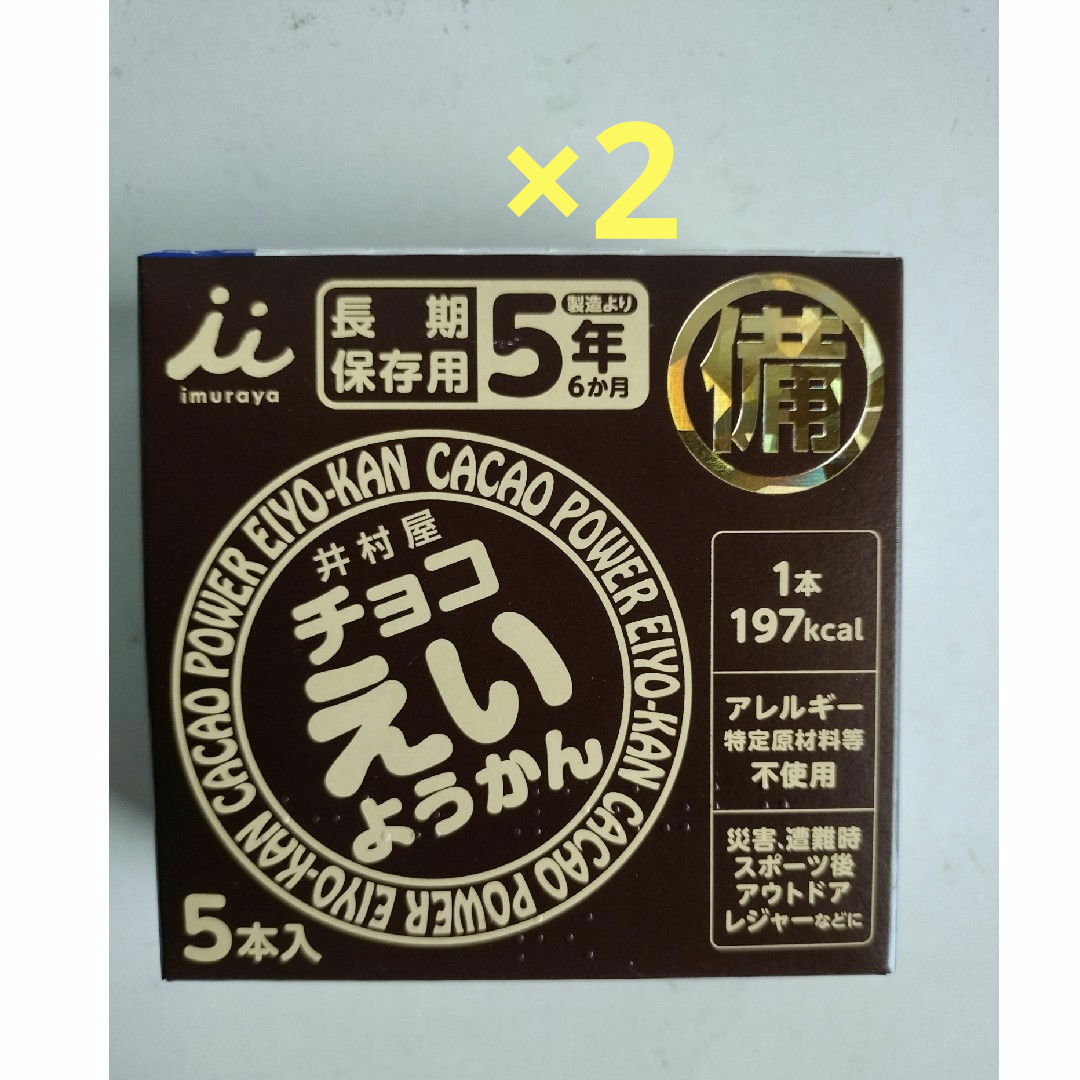 ×2
imuraya
長期
保存用
製造より
5年
6か月
備
CACAO POWER EIYO-KAN CACAO POWER EIYO-KAN CACAO POWER EIYO-KAN
井村屋
チョコ
えい
ようかん
5本入
1本
197kcal
アレルギー
特定原材料等
不使用
災害、遭難時
スポーツ後
アウトドア
レジャーなどに